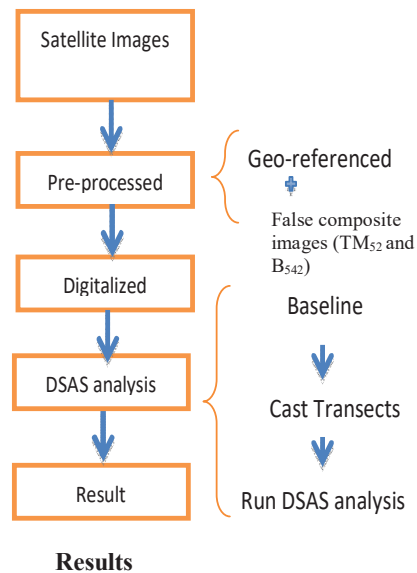 Satellite Images
Pre-processed
Geo-referenced
False composite
images (TM52 and
B542)
Digitalized
Baseline
DSAS analysis
Cast Transects
Result
Run DSAS analysis
Results